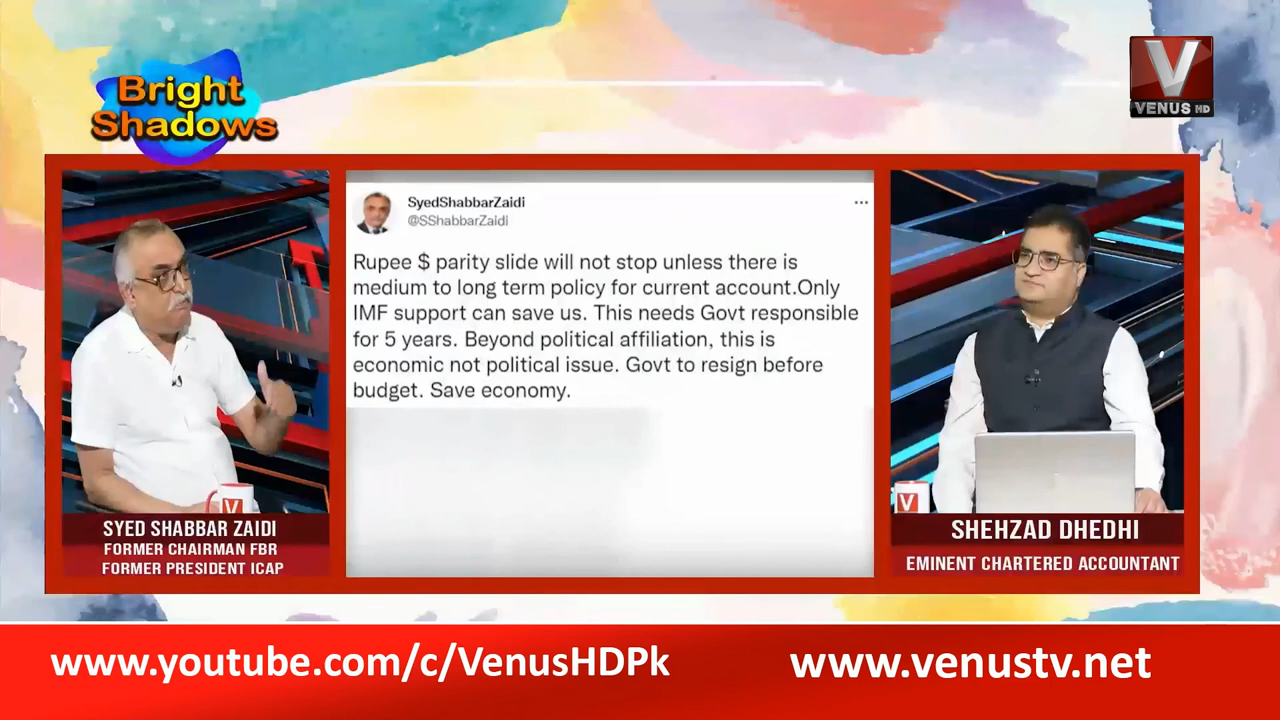 Bright
Shadows
V
VENUS HD
SyedShabbarZaidi
@SShabbarZaidi
Rupee $ parity slide will not stop unless there is
medium to long term policy for current account.Only
IMF support can save us. This needs Govt responsible
for 5 years. Beyond political affiliation, this is
economic not political issue. Govt to resign before
budget. Save economy.
V
SYED SHABBAR ZAIDI
FORMER CHAIRMAN FBR
FORMER PRESIDENT ICAP
V
SHEHZAD DHEDHI
EMINENT CHARTERED ACCOUNTANT
www.youtube.com/c/VenusHDPk
www.venustv.net